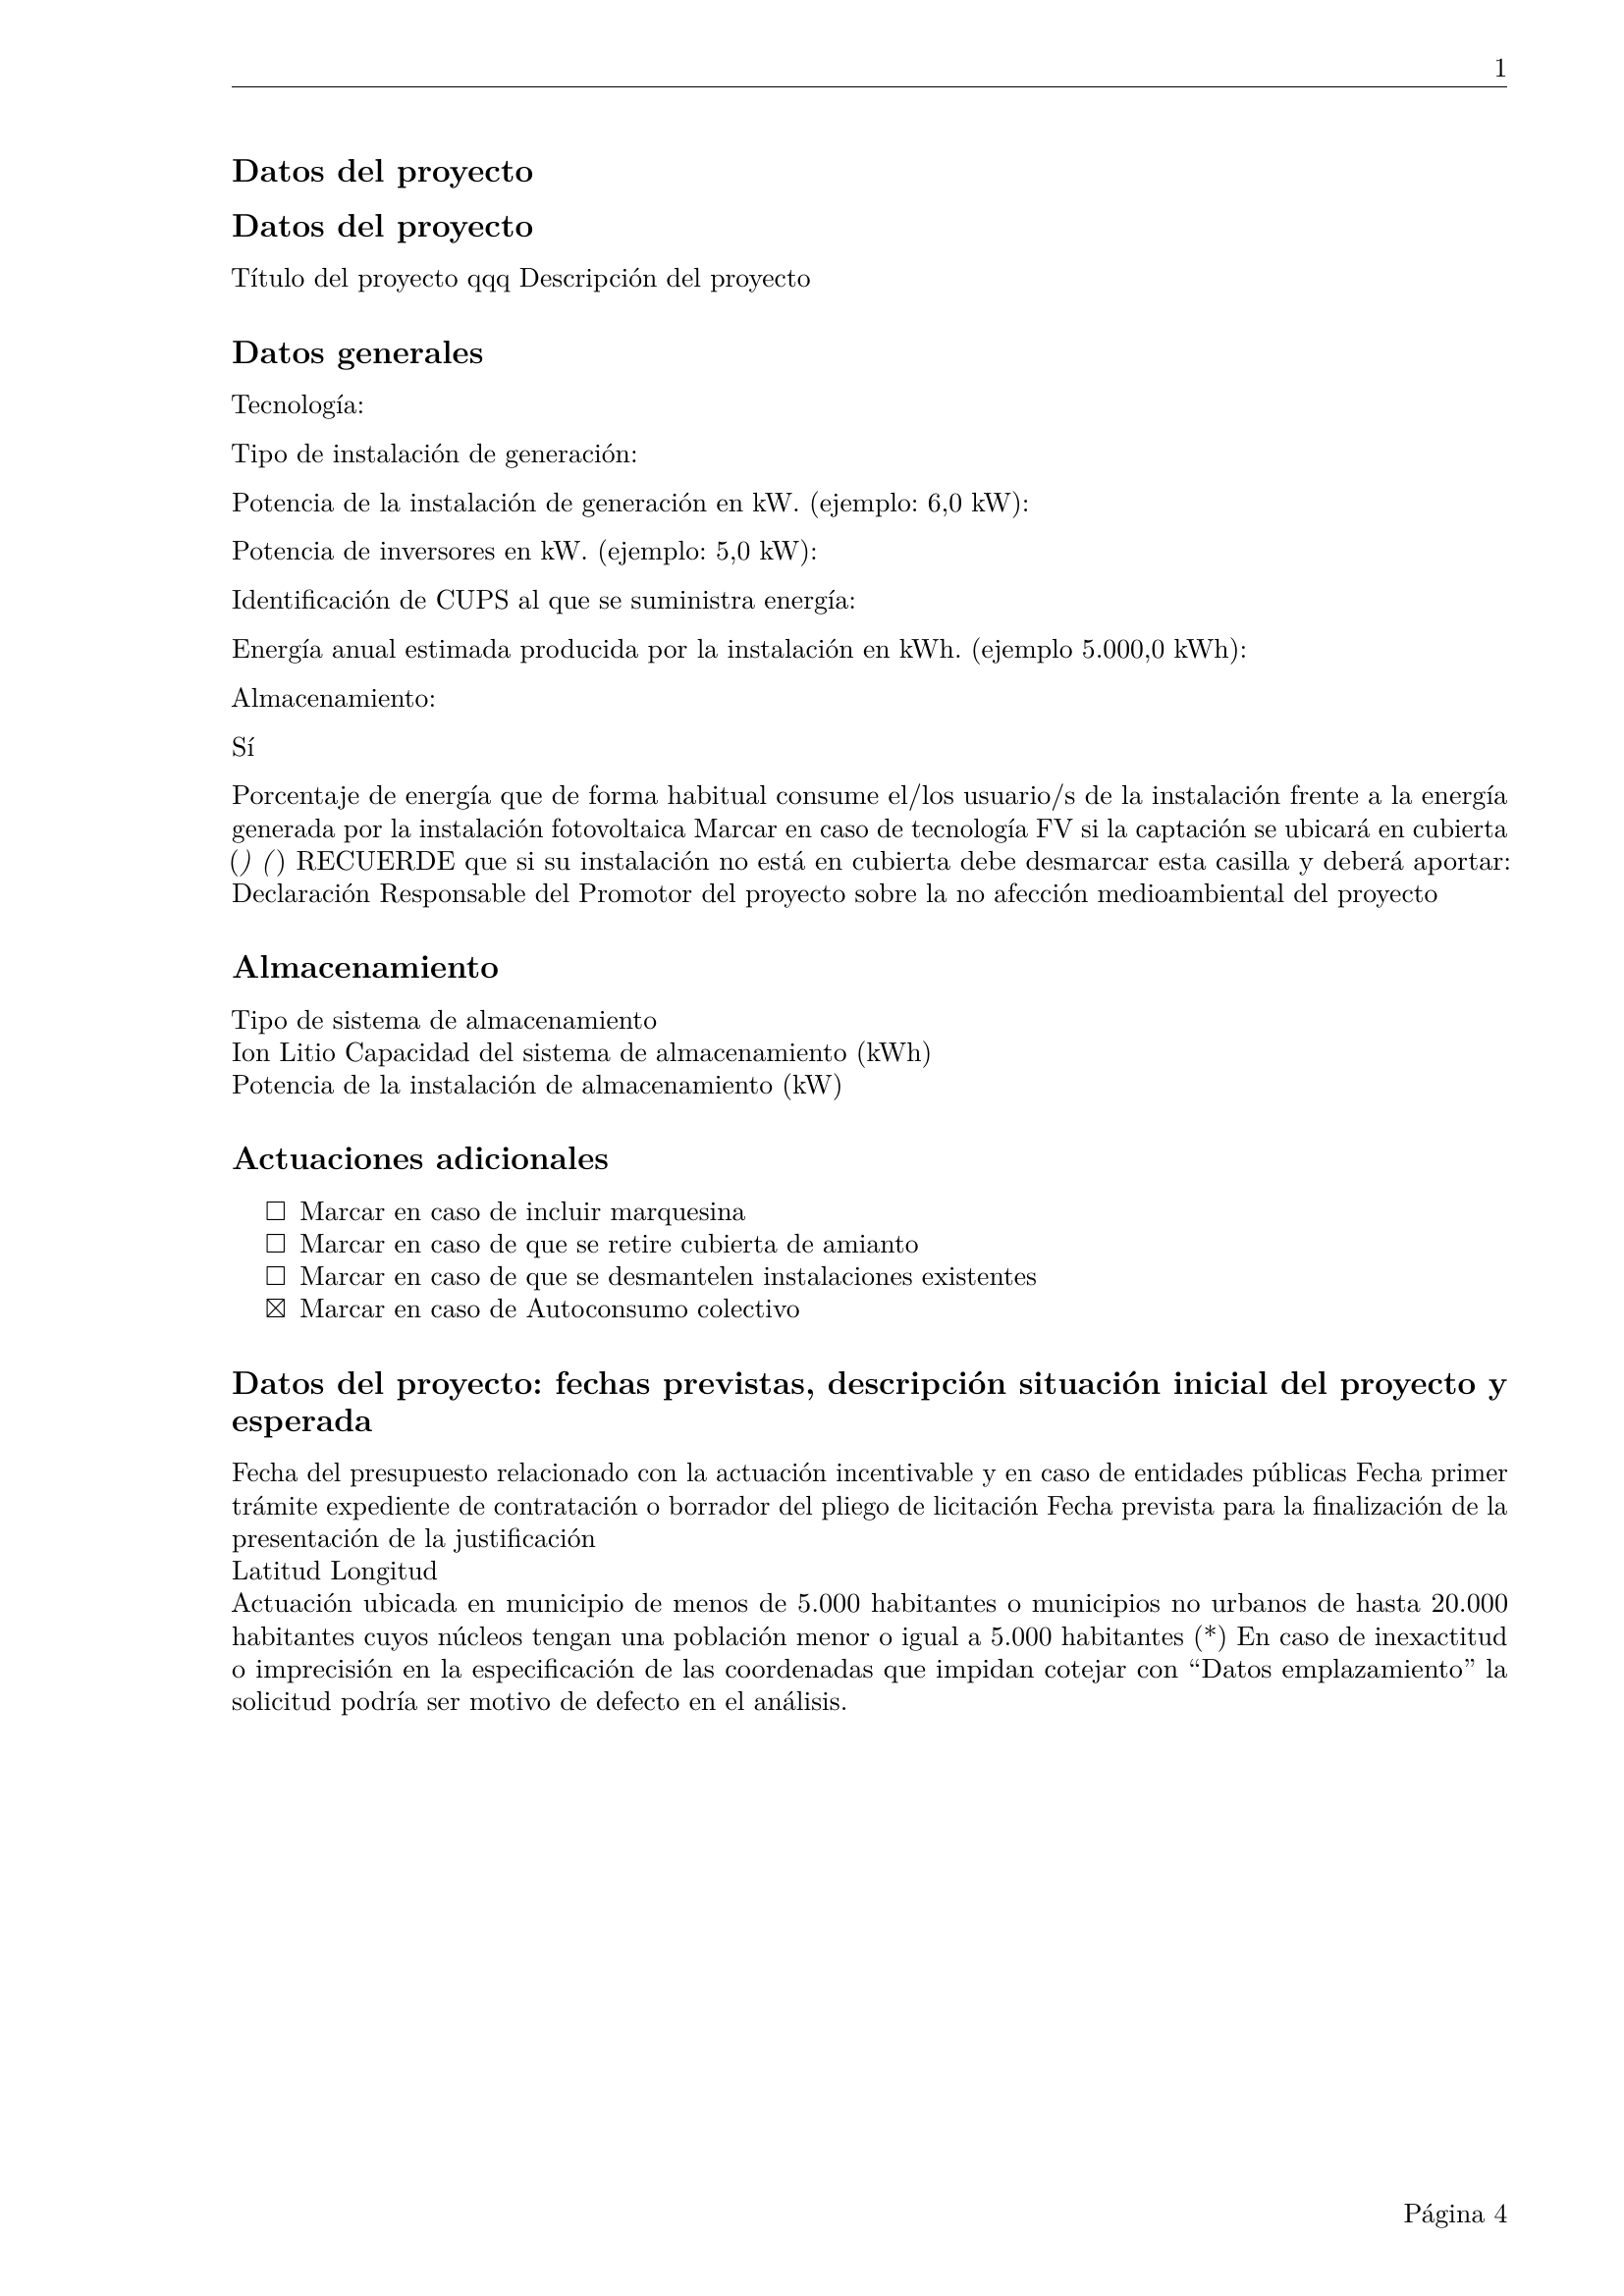 1
Datos del proyecto
Datos del proyecto
Título del proyecto qqq Descripción del proyecto
Datos generales
Tecnología:
Tipo de instalación de generación:
Potencia de la instalación de generación en kW. (ejemplo: 6,0 kW):
Potencia de inversores en kW. (ejemplo: 5,0 kW):
Identificación de CUPS al que se suministra energía:
Energía anual estimada producida por la instalación en kWh. (ejemplo 5.000,0 kWh):
Almacenamiento:
Sí
Porcentaje de energía que de forma habitual consume el/los usuario/s de la instalación frente a la energía
generada por la instalación fotovoltaica Marcar en caso de tecnología FV si la captación se ubicará en cubierta
() () RECUERDE que si su instalación no está en cubierta debe desmarcar esta casilla y deberá aportar:
Declaración Responsable del Promotor del proyecto sobre la no afección medioambiental del proyecto
Almacenamiento
Tipo de sistema de almacenamiento
Ion Litio Capacidad del sistema de almacenamiento (kWh)
Potencia de la instalación de almacenamiento (kW)
Actuaciones adicionales
☐ Marcar en caso de incluir marquesina
☐ Marcar en caso de que se retire cubierta de amianto
☐ Marcar en caso de que se desmantelen instalaciones existentes
☒ Marcar en caso de Autoconsumo colectivo
Datos del proyecto: fechas previstas, descripción situación inicial del proyecto y
esperada
Fecha del presupuesto relacionado con la actuación incentivable y en caso de entidades públicas Fecha primer
trámite expediente de contratación o borrador del pliego de licitación Fecha prevista para la finalización de la
presentación de la justificación
Latitud Longitud
Actuación ubicada en municipio de menos de 5.000 habitantes o municipios no urbanos de hasta 20.000
habitantes cuyos núcleos tengan una población menor o igual a 5.000 habitantes (*) En caso de inexactitud
o imprecisión en la especificación de las coordenadas que impidan cotejar con “Datos emplazamiento” la
solicitud podría ser motivo de defecto en el análisis.
Página 4